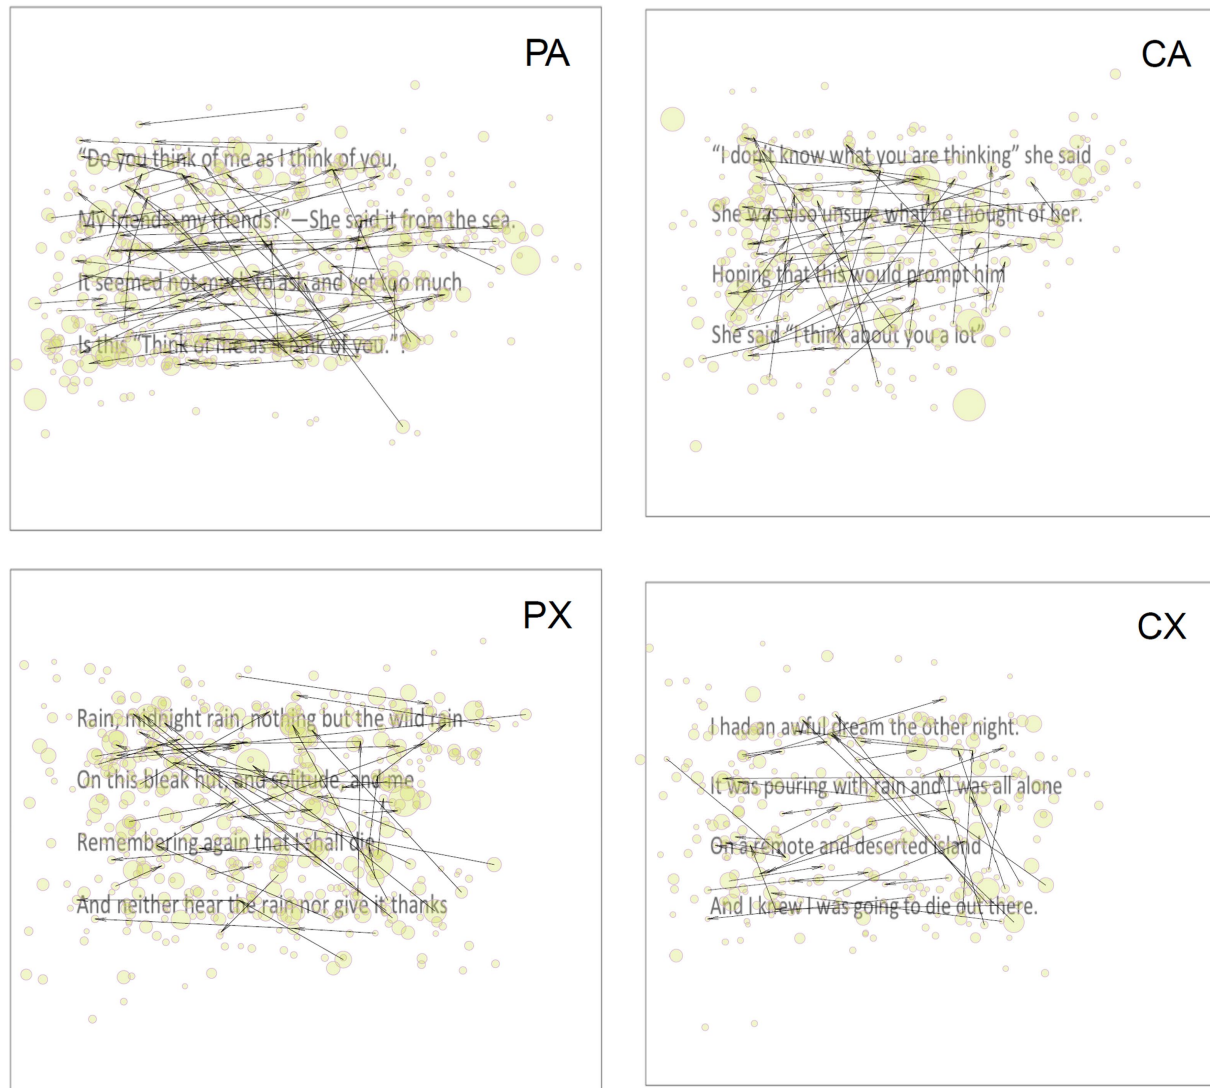 PA
“Do you think of me as I think of you,
My friends, my friends?”—She said it from the sea.
It seemed not much to ask and yet too much
Is this “Think of me as I think of you.”?
CA
“I don't know what you are thinking” she said
She was also unsure what he thought of her.
Hoping that this would prompt him
She said “I think about you a lot”
PX
Rain, midnight rain, nothing but the wild rain
On this bleak hut, and solitude, and me
Remembering again that I shall die
And neither hear the rain nor give it thanks
CX
I had an awful dream the other night.
It was pouring with rain and I was all alone
On a remote and deserted island
And I knew I was going to die out there.